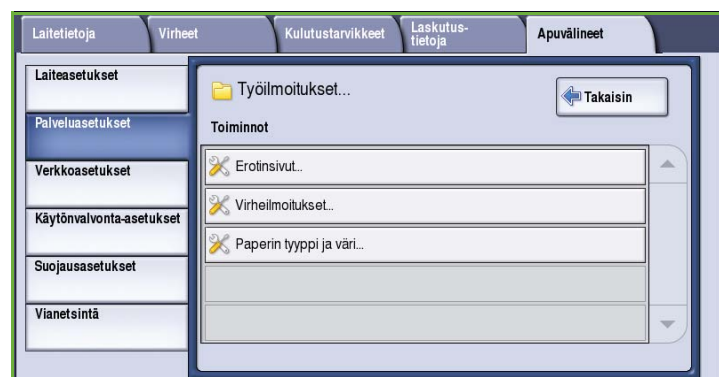 Laitetietoja
Virheet
Kulutustarvikkeet
Laskutus-
tietoja
Apuvälineet
Laiteasetukset
Palveluasetukset
Verkkoasetukset
Käytönvalvonta-asetukset
Suojausasetukset
Vianetsintä
Työilmoitukset...
Takaisin
Toiminnot
Erotinsivut...
Virheilmoitukset...
Paperin tyyppi ja väri...